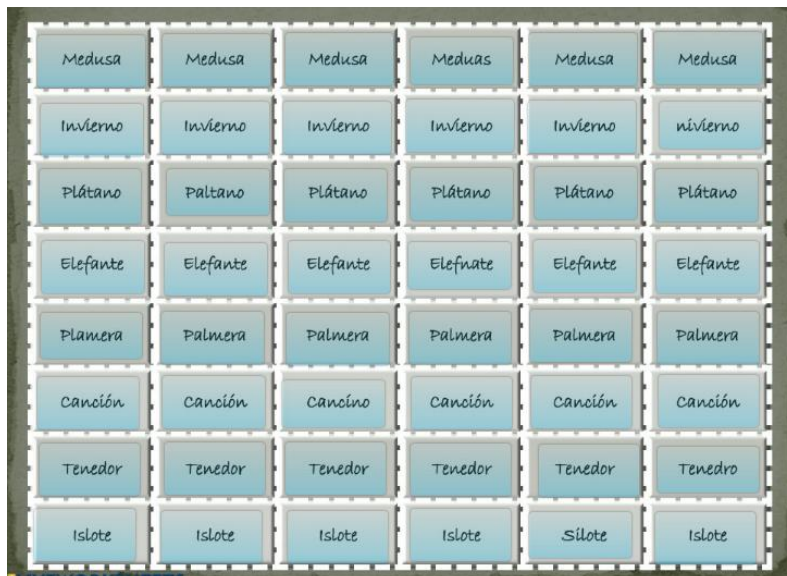 Medusa Medusa Medusa Meduas Medusa Medusa
Invierno Invierno Invierno Invierno Invierno nivierno
Plátano Paltano Plátano Plátano Plátano Plátano
Elefante Elefante Elefante Elefnate Elefante Elefante
Plamera Palmera Palmera Palmera Palmera Palmera
Canción Canción Cancino Canción Canción Canción
Tenedor Tenedor Tenedor Tenedor Tenedor Tenedro
Islote Islote Islote Islote Sílote Islote